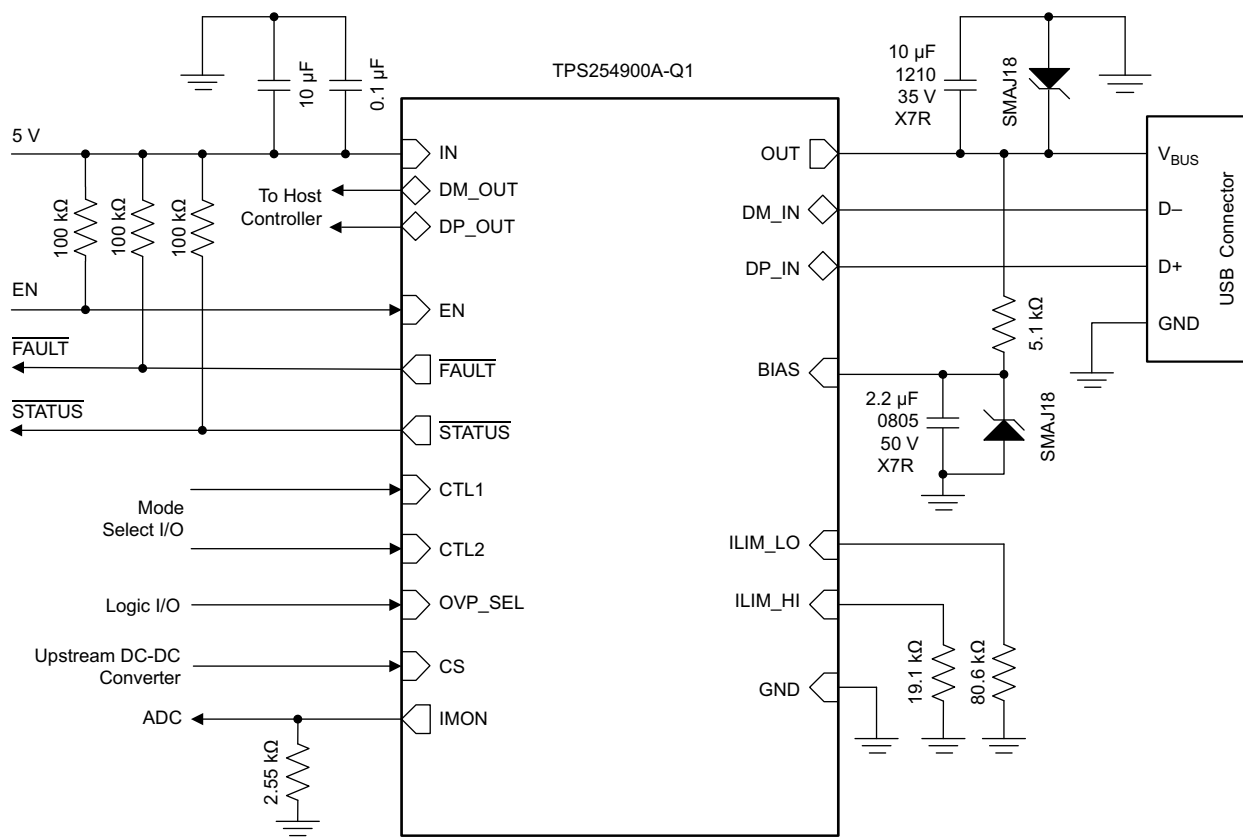 TPS254900A-Q1
10 µF
0.1 µF
10 µF
1210
35 V
X7R
SMAJ18
5 V
100 kΩ
100 kΩ
100 kΩ
To Host
Controller
IN
DM_OUT
DP_OUT
OUT
DM_IN
DP_IN
V_BUS
D–
D+
GND
USB Connector
EN
EN
FAULT
FAULT
STATUS
STATUS
BIAS
5.1 kΩ
2.2 µF
0805
50 V
X7R
SMAJ18
Mode
Select I/O
CTL1
CTL2
Logic I/O
OVP_SEL
Upstream DC-DC
Converter
CS
ADC
IMON
2.55 kΩ
ILIM_LO
ILIM_HI
GND
19.1 kΩ
80.6 kΩ